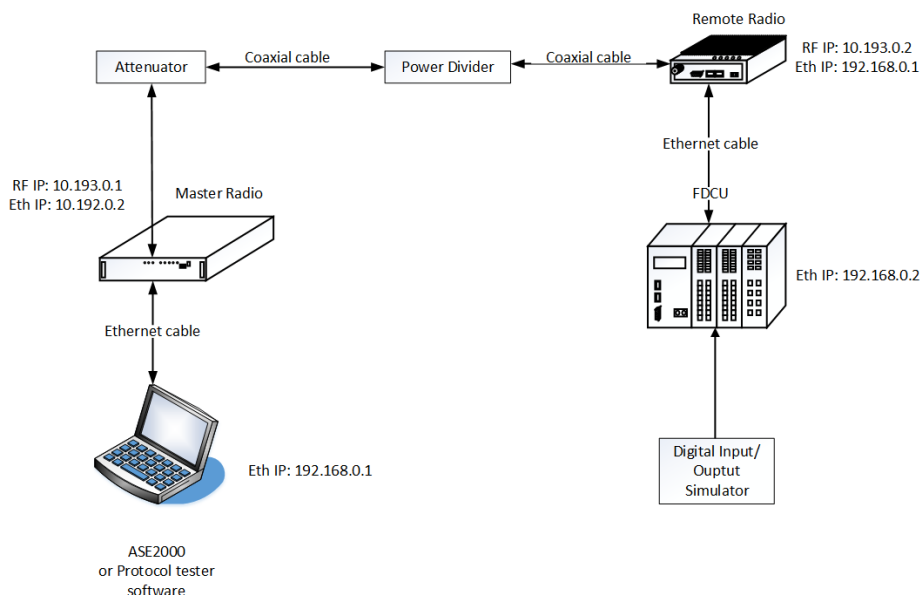 Remote Radio
RF IP: 10.193.0.2
Eth IP: 192.168.0.1
Attenuator
Coaxial cable
Power Divider
Coaxial cable
Ethernet cable
RF IP: 10.193.0.1
Eth IP: 10.192.0.2
Master Radio
FDCU
Eth IP: 192.168.0.2
Ethernet cable
Digital Input/
Ouptut
Simulator
Eth IP: 192.168.0.1
ASE2000
or Protocol tester
software